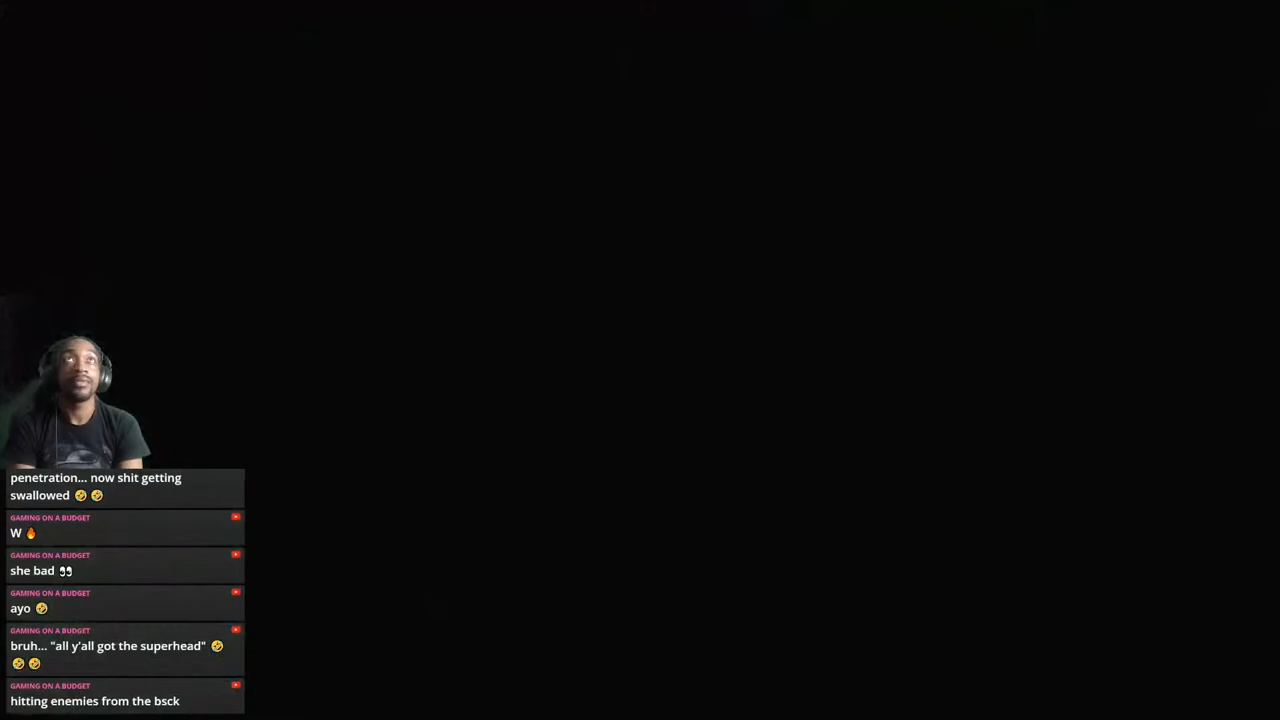 penetration... now shit getting
swallowed 🤣 🤣
GAMING ON A BUDGET
W 🔥
GAMING ON A BUDGET
she bad 👀
GAMING ON A BUDGET
ayo 🤣
GAMING ON A BUDGET
bruh... "all y'all got the superhead" 🤣
🤣 🤣
GAMING ON A BUDGET
hitting enemies from the bsck